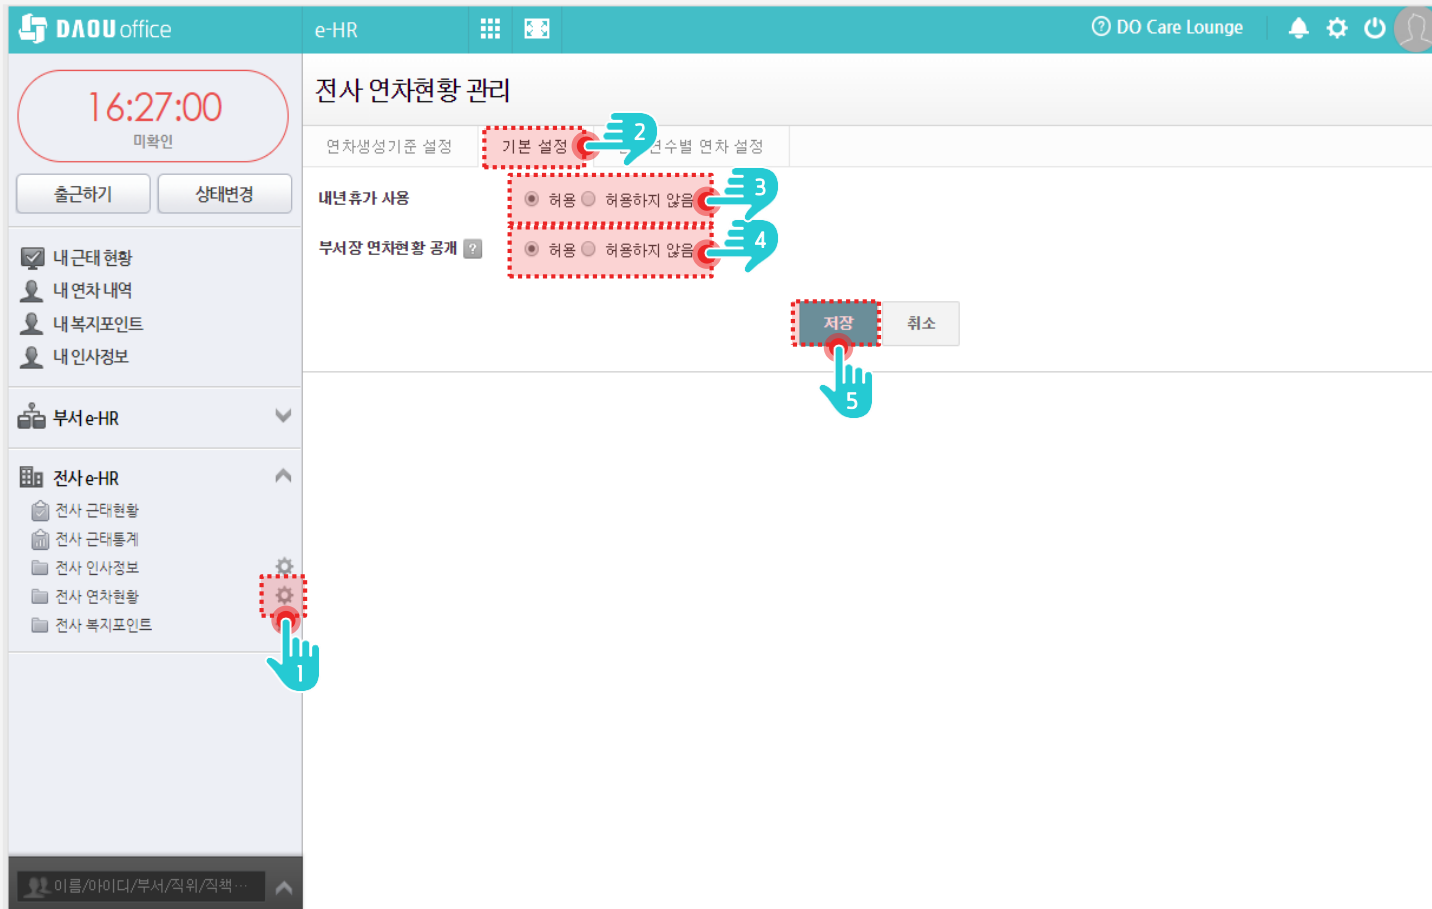 DAOU office
e-HR
DO Care Lounge
16:27:00
미확인
출근하기
상태변경
내 근태 현황
내 연차 내역
내 복지포인트
내 인사정보
부서 e-HR
전사 e-HR
전사 근태현황
전사 근태통계
전사 인사정보
전사 연차현황
전사 복지포인트
1
이름/아이디/부서/직위/직책…
전사 연차현황 관리
연차생성기준 설정
기본 설정
2
연수별 연차 설정
내년휴가 사용
허용
허용하지 않음
3
부서장 연차현황 공개 ?
허용
허용하지 않음
4
저장
취소
5